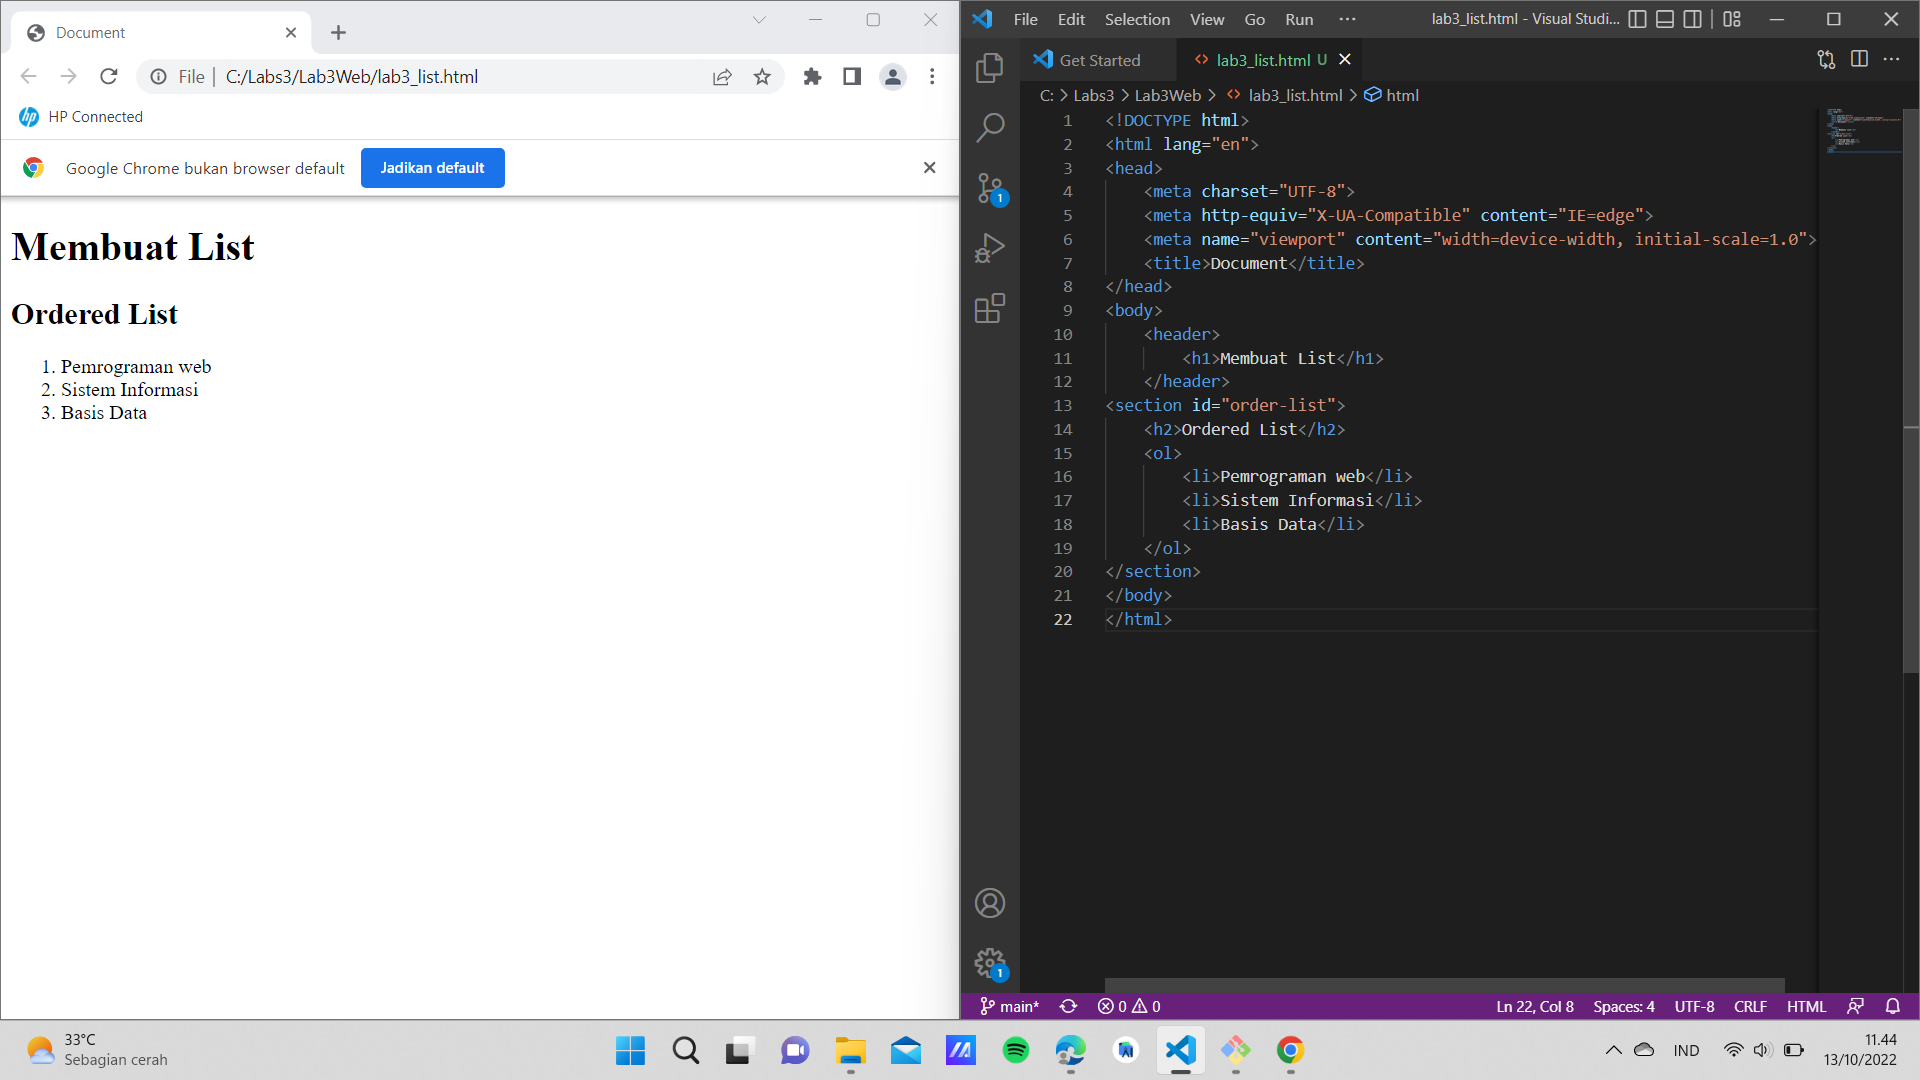 Document
File
C:/Labs3/Lab3Web/lab3_list.html
HP Connected
Google Chrome bukan browser default
Jadikan default
Membuat List
Ordered List
1. Pemrograman web
2. Sistem Informasi
3. Basis Data
File Edit Selection View Go Run ··· lab3_list.html - Visual Studi...
Get Started
lab3_list.html U
C: > Labs3 > Lab3Web > lab3_list.html > html
1 <!DOCTYPE html>
2 <html lang="en">
3 <head>
4 <meta charset="UTF-8">
5 <meta http-equiv="X-UA-Compatible" content="IE=edge">
6 <meta name="viewport" content="width=device-width, initial-scale=1.0">
7 <title>Document</title>
8 </head>
9 <body>
10 <header>
11 <h1>Membuat List</h1>
12 </header>
13 <section id="order-list">
14 <h2>Ordered List</h2>
15 <ol>
16 <li>Pemrograman web</li>
17 <li>Sistem Informasi</li>
18 <li>Basis Data</li>
19 </ol>
20 </section>
21 </body>
22 </html>
1
1
main* 0 0 Ln 22, Col 8 Spaces: 4 UTF-8 CRLF HTML
33°C
Sebagian cerah
IND
11.44
13/10/2022